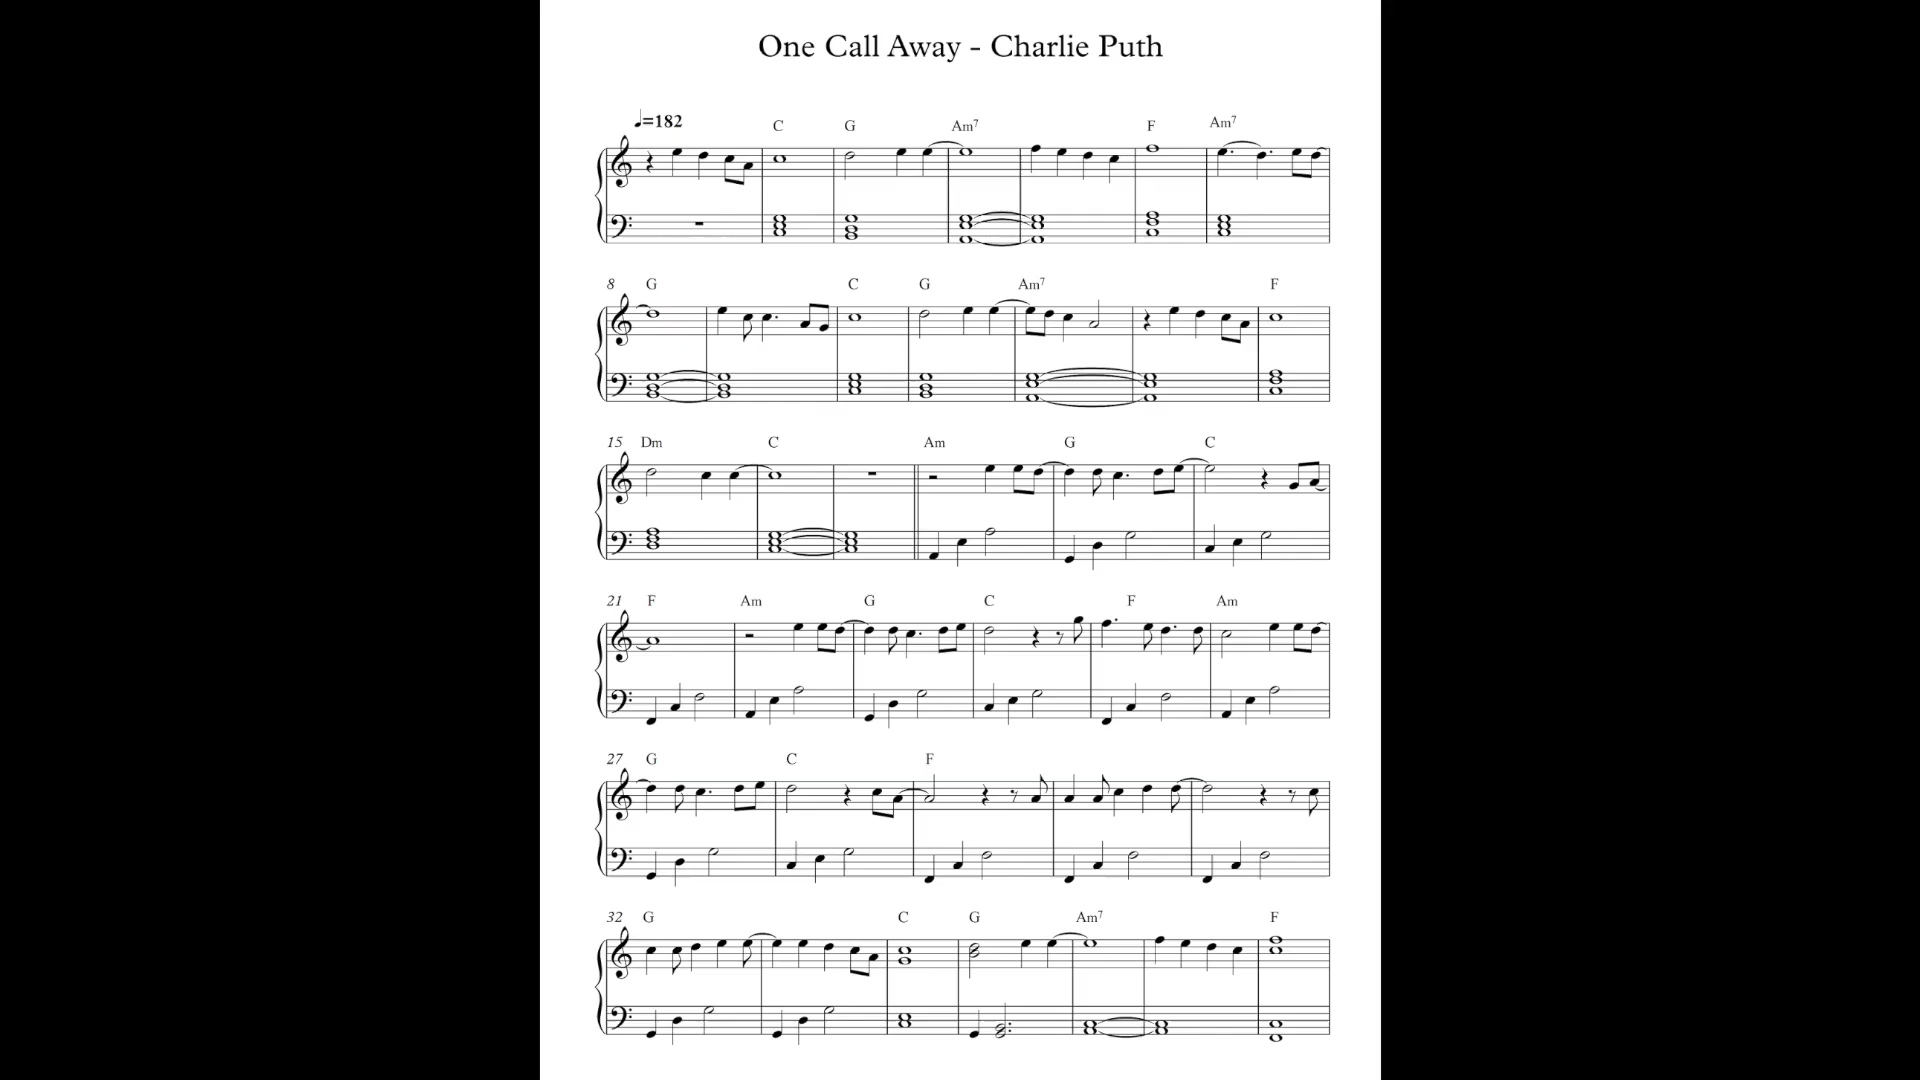 One Call Away - Charlie Puth
♩=182
C G Am7 F Am7
8 G C G Am7 F
15 Dm C Am G C
21 F Am G C F Am
27 G C F
32 G C G Am7 F